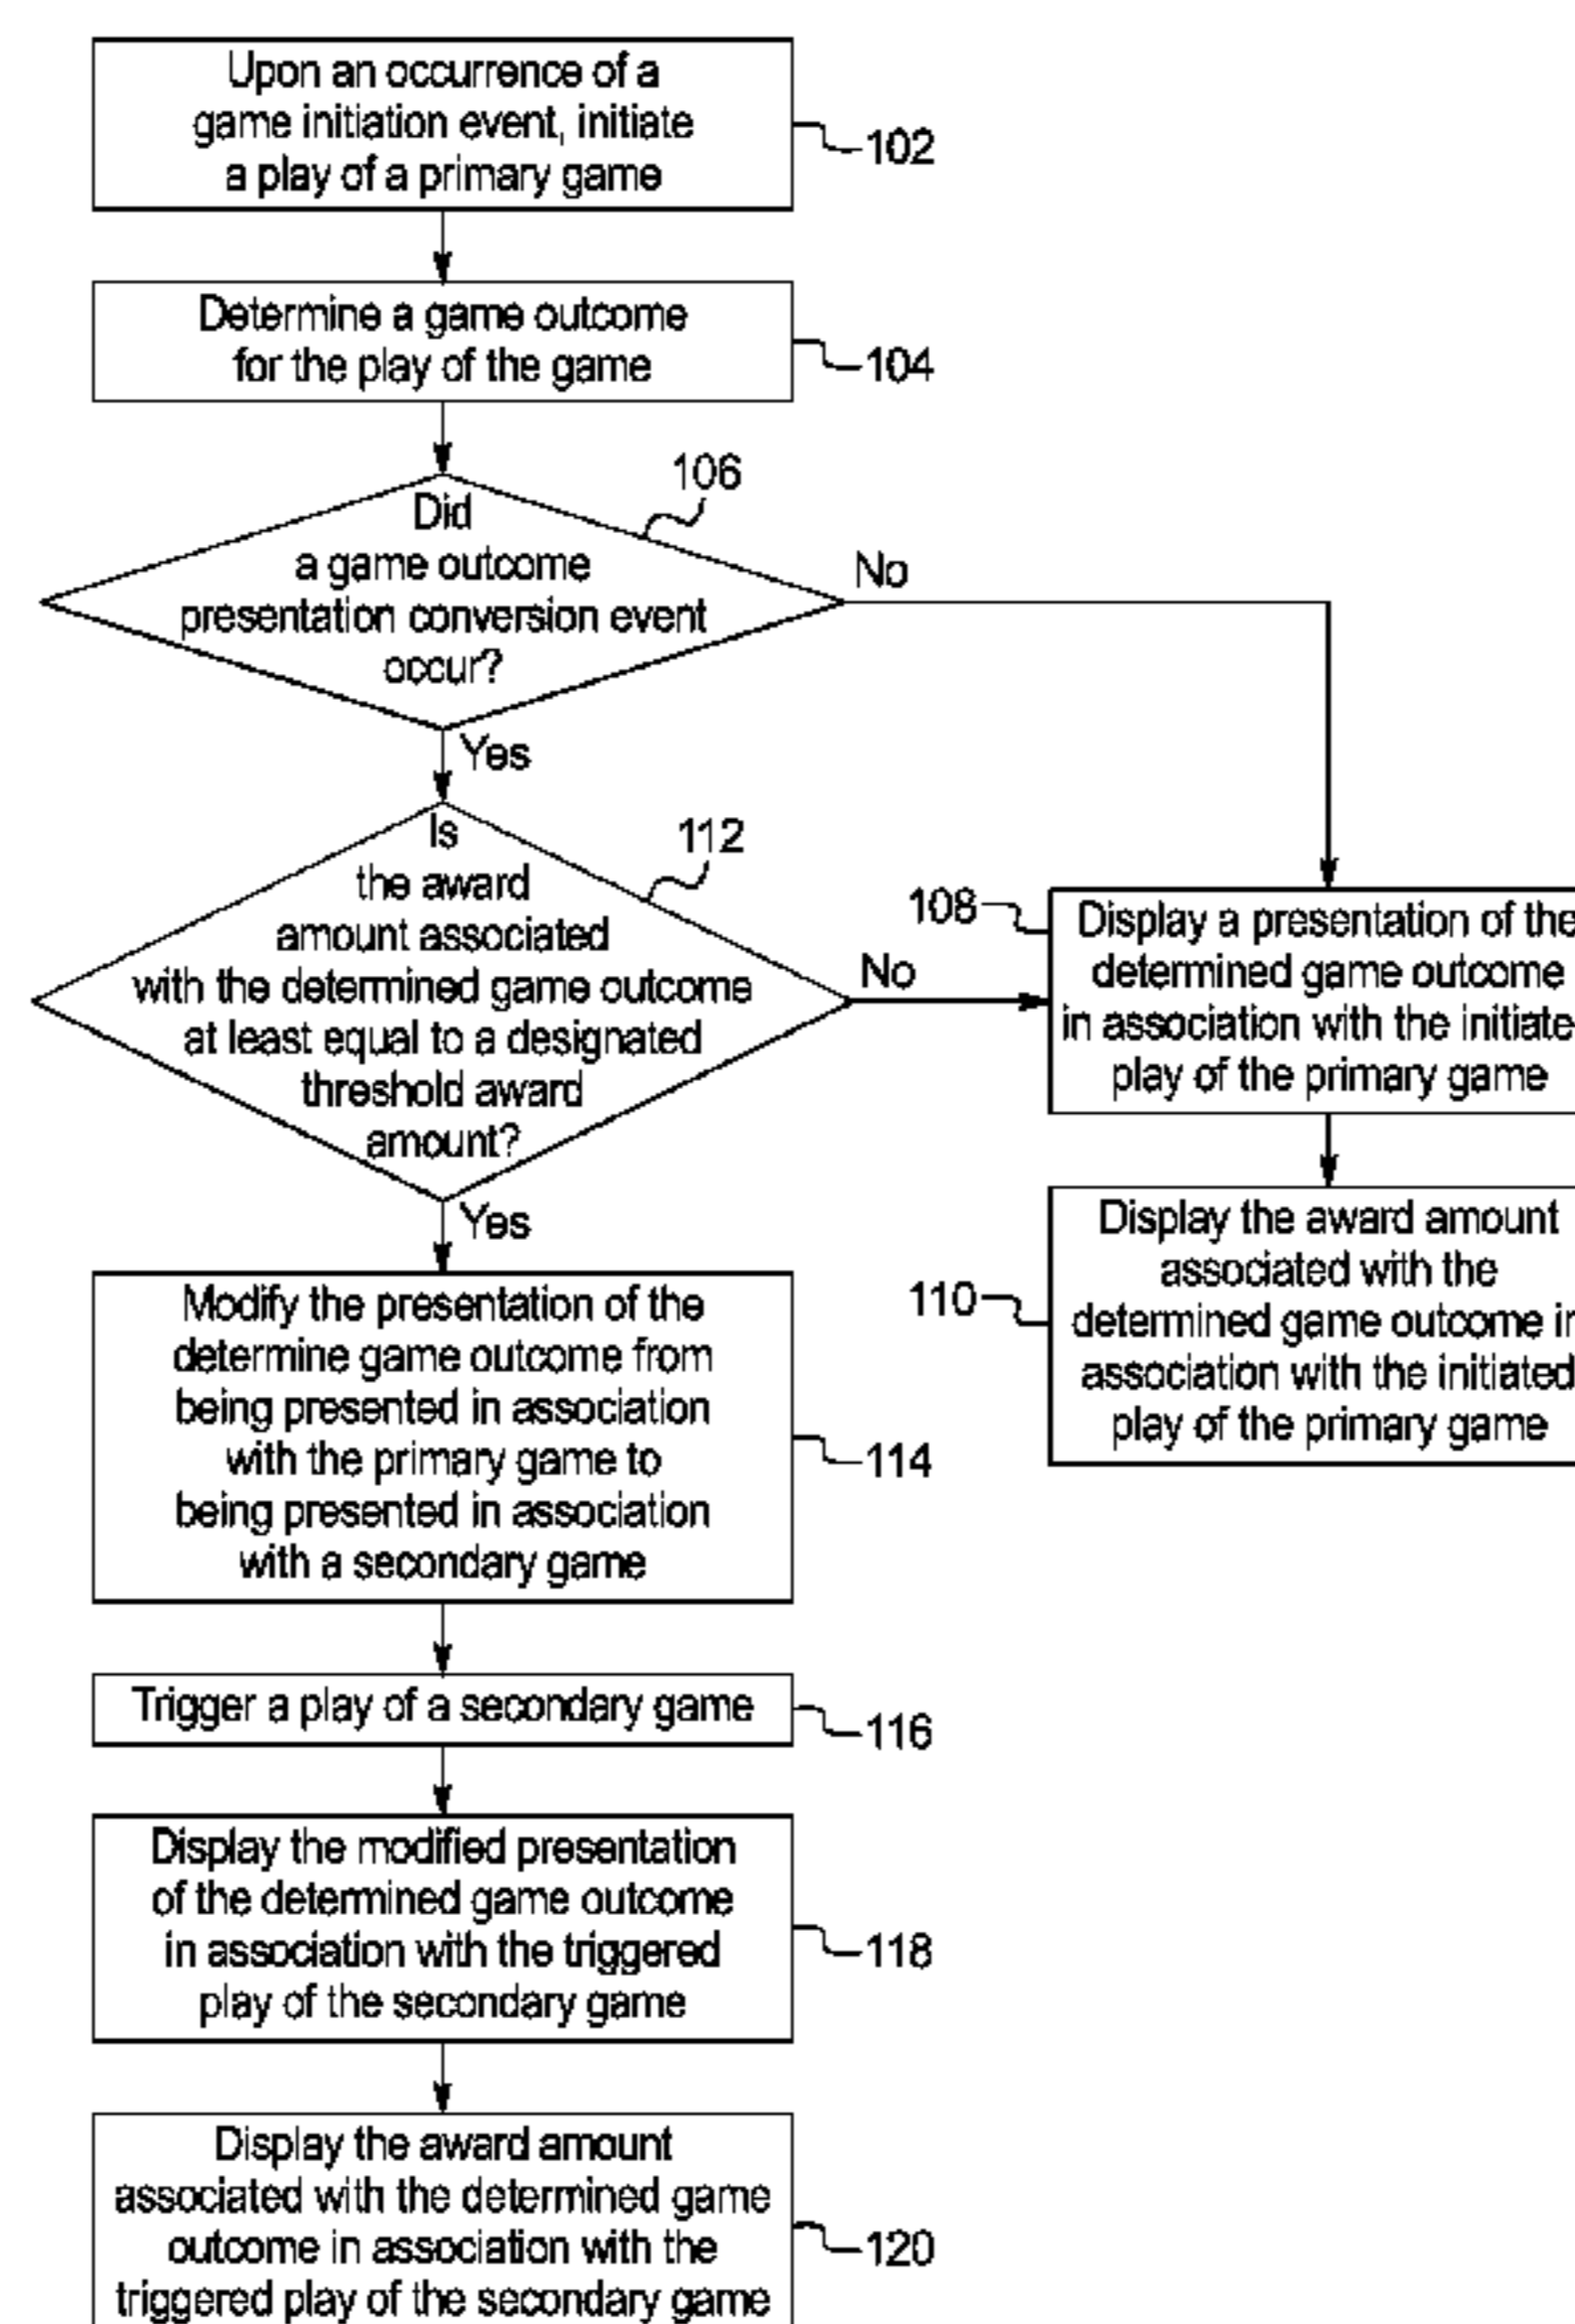 Upon an occurrence of a
game initiation event, initiate
a play of a primary game
102
Determine a game outcome
for the play of the game
104
106
Did
a game outcome
presentation conversion event
occur?
No
Yes
112
Is
the award
amount associated
with the determined game outcome
at least equal to a designated
threshold award
amount?
No
Yes
108
Display a presentation of the
determined game outcome
in association with the initiate
play of the primary game
110
Display the award amount
associated with the
determined game outcome in
association with the initiated
play of the primary game
Modify the presentation of the
determine game outcome from
being presented in association
with the primary game to
being presented in association
with a secondary game
114
Trigger a play of a secondary game
116
Display the modified presentation
of the determined game outcome
in association with the triggered
play of the secondary game
118
Display the award amount
associated with the determined game
outcome in association with the
triggered play of the secondary game
120